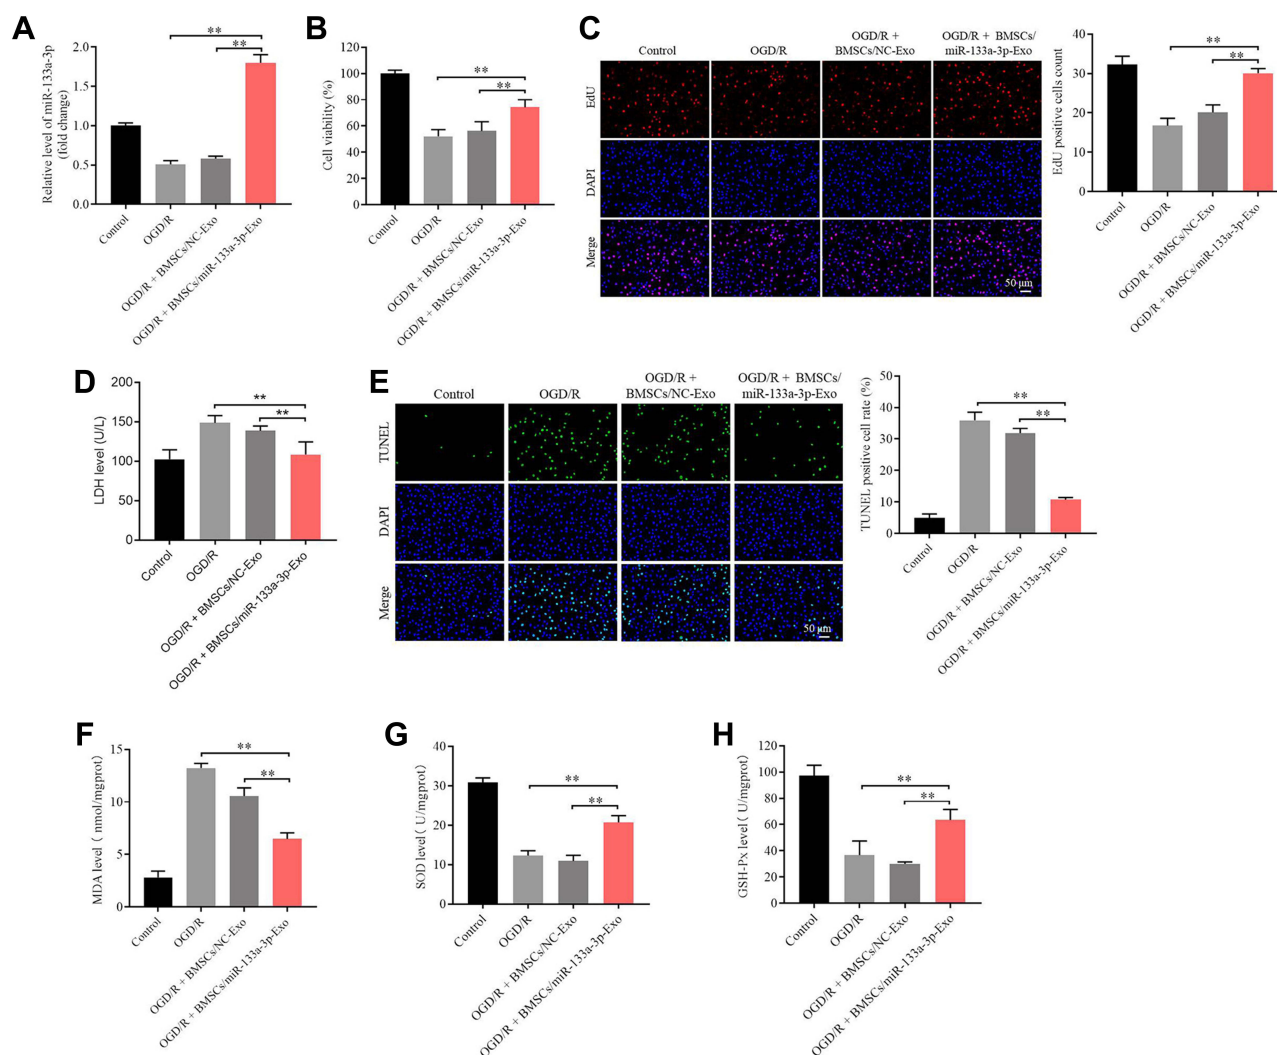 A
Relative level of miR-133a-3p
(fold change)
2.0
1.5
1.0
0.5
0.0
**
**
Control
OGD/R
OGD/R + BMSCs/NC-Exo
OGD/R + BMSCs/miR-133a-3p-Exo
B
Cell viability (%)
120
100
80
60
40
20
0
**
**
Control
OGD/R
OGD/R + BMSCs/NC-Exo
OGD/R + BMSCs/miR-133a-3p-Exo
C
Control
OGD/R
OGD/R +
BMSCs/NC-Exo
OGD/R + BMSCs/
miR-133a-3p-Exo
EdU
DAPI
Merge
50 μm
EdU positive cells count
40
30
20
10
0
**
**
Control
OGD/R
OGD/R + BMSCs/NC-Exo
OGD/R + BMSCs/miR-133a-3p-Exo
D
LDH level (U/L)
200
150
100
50
0
**
**
Control
OGD/R
OGD/R + BMSCs/NC-Exo
OGD/R + BMSCs/miR-133a-3p-Exo
E
Control
OGD/R
OGD/R +
BMSCs/NC-Exo
OGD/R + BMSCs/
miR-133a-3p-Exo
TUNEL
DAPI
Merge
50 μm
TUNEL positive cell rate (%)
50
40
30
20
10
0
**
**
Control
OGD/R
OGD/R + BMSCs/NC-Exo
OGD/R + BMSCs/miR-133a-3p-Exo
F
MDA level ( nmol/mgprot)
15
10
5
0
**
**
Control
OGD/R
OGD/R + BMSCs/NC-Exo
OGD/R + BMSCs/miR-133a-3p-Exo
G
SOD level ( U/mgprot)
40
30
20
10
0
**
**
Control
OGD/R
OGD/R + BMSCs/NC-Exo
OGD/R + BMSCs/miR-133a-3p-Exo
H
GSH-Px level ( U/mgprot)
120
100
80
60
40
20
0
**
**
Control
OGD/R
OGD/R + BMSCs/NC-Exo
OGD/R + BMSCs/miR-133a-3p-Exo